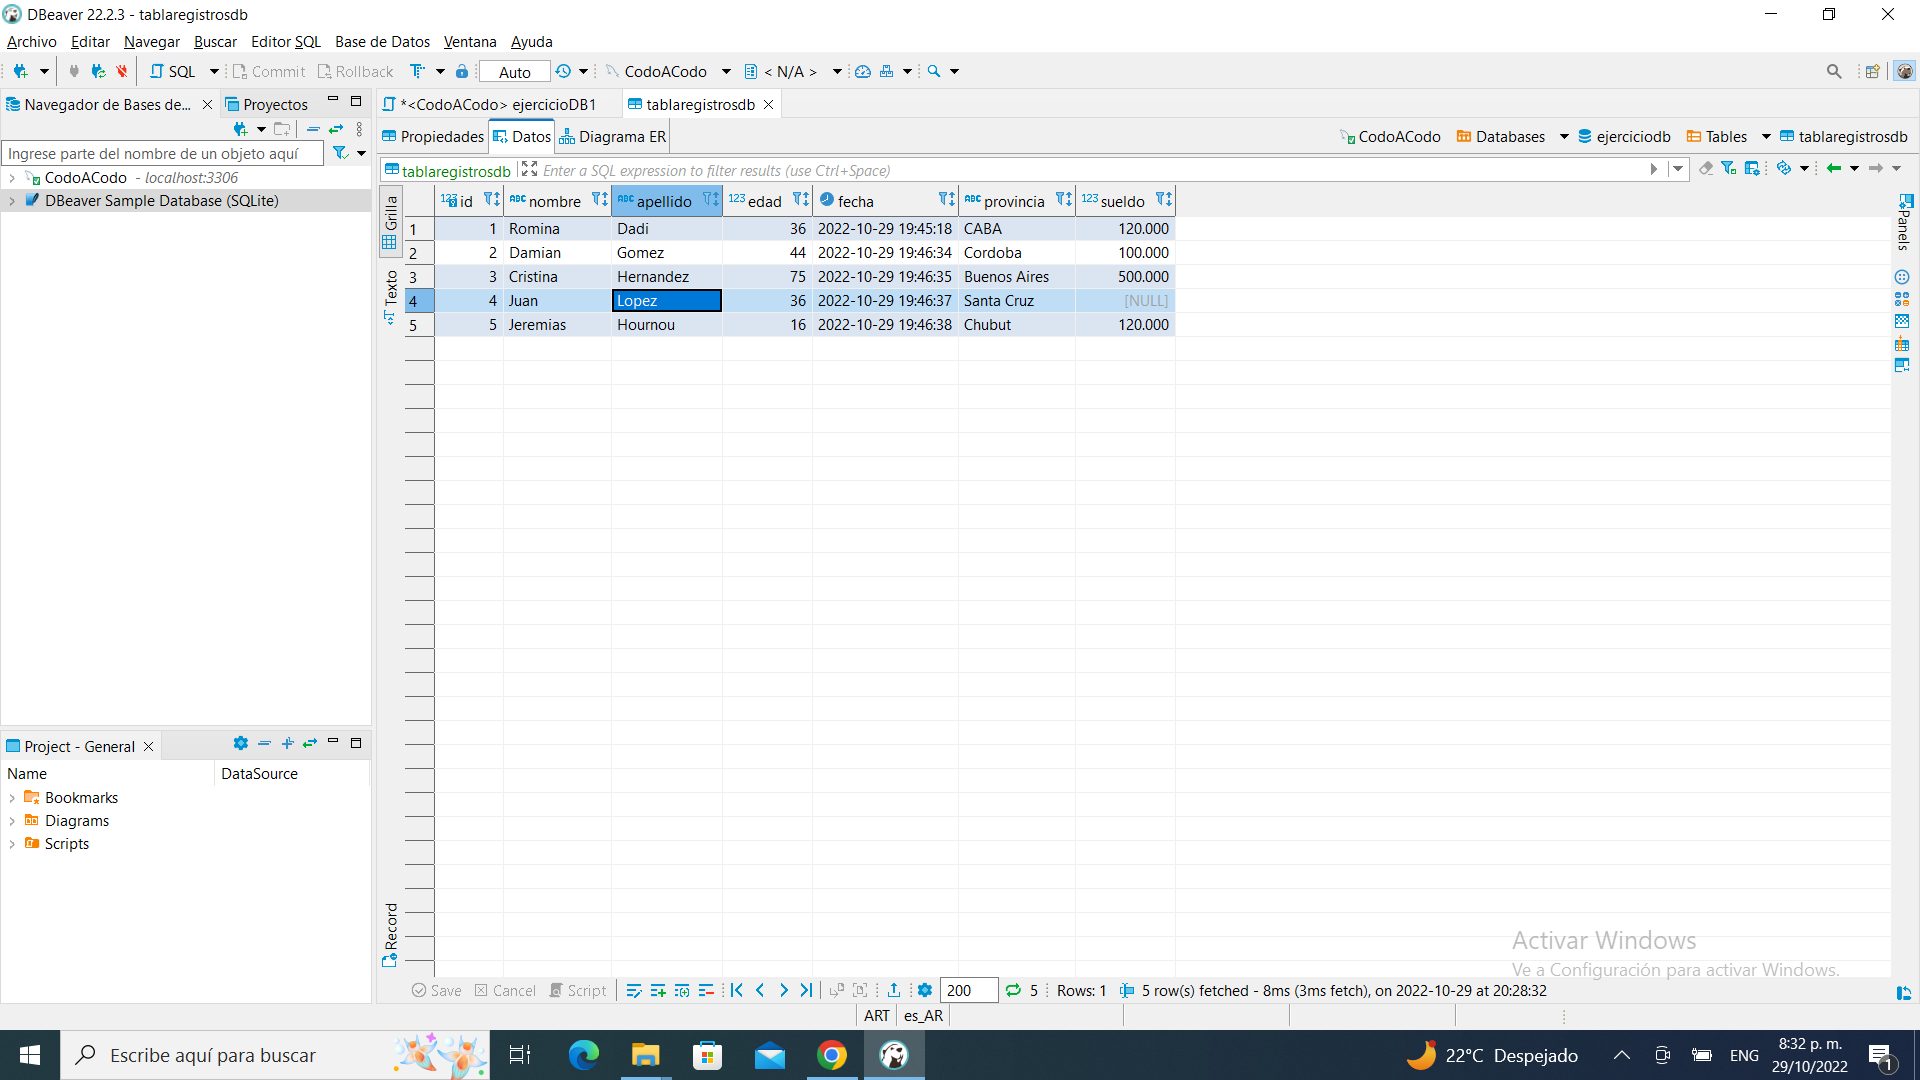 DBeaver 22.2.3 - tablaregistrosdb
Archivo Editar Navegar Buscar Editor SQL Base de Datos Ventana Ayuda
SQL Commit Rollback Auto CodoACodo < N/A >
Navegador de Bases de... Proyectos *<CodoACodo> ejercicioDB1 tablaregistrosdb
Propiedades Datos Diagrama ER CodoACodo Databases ejerciciodb Tables tablaregistrosdb
Ingrese parte del nombre de un objeto aquí
tablaregistrosdb Enter a SQL expression to filter results (use Ctrl+Space)
CodoACodo - localhost:3306
DBeaver Sample Database (SQLite)
Grilla
Texto
Record
Panels
123 id ABC nombre ABC apellido 123 edad fecha ABC provincia 123 sueldo
1 1 Romina Dadi 36 2022-10-29 19:45:18 CABA 120.000
2 2 Damian Gomez 44 2022-10-29 19:46:34 Cordoba 100.000
3 3 Cristina Hernandez 75 2022-10-29 19:46:35 Buenos Aires 500.000
4 4 Juan Lopez 36 2022-10-29 19:46:37 Santa Cruz [NULL]
5 5 Jeremias Hournou 16 2022-10-29 19:46:38 Chubut 120.000
Project - General
Name DataSource
Bookmarks
Diagrams
Scripts
Activar Windows
Ve a Configuración para activar Windows.
Save Cancel Script 200 5 Rows: 1 5 row(s) fetched - 8ms (3ms fetch), on 2022-10-29 at 20:28:32
ART es_AR
Escribe aquí para buscar
22°C Despejado ENG
8:32 p. m.
29/10/2022
1